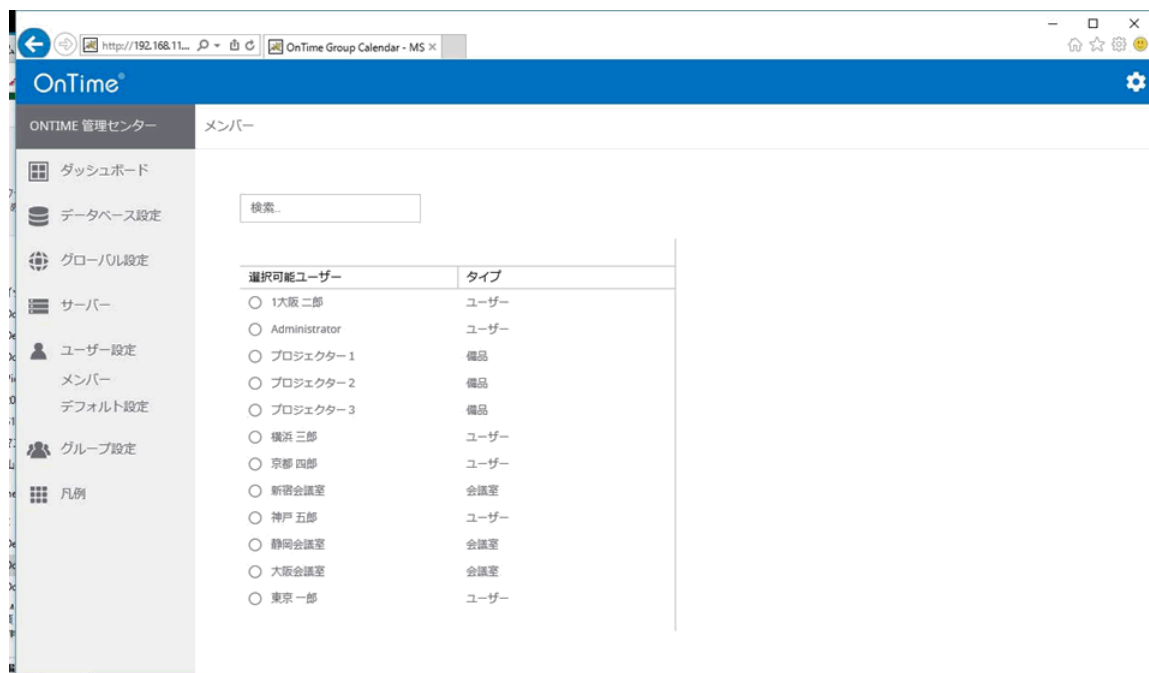 http://192.168.11... OnTime Group Calendar - MS
OnTime®
ONTIME 管理センター メンバー
ダッシュボード
データベース設定
検索..
グローバル設定
選択可能ユーザー タイプ
サーバー
1大阪 二郎 ユーザー
Administrator ユーザー
ユーザー設定
プロジェクター1 備品
メンバー
プロジェクター2 備品
デフォルト設定
プロジェクター3 備品
横浜 三郎 ユーザー
グループ設定
京都 四郎 ユーザー
凡例
新宿会議室 会議室
神戸 五郎 ユーザー
静岡会議室 会議室
大阪会議室 会議室
東京 一郎 ユーザー